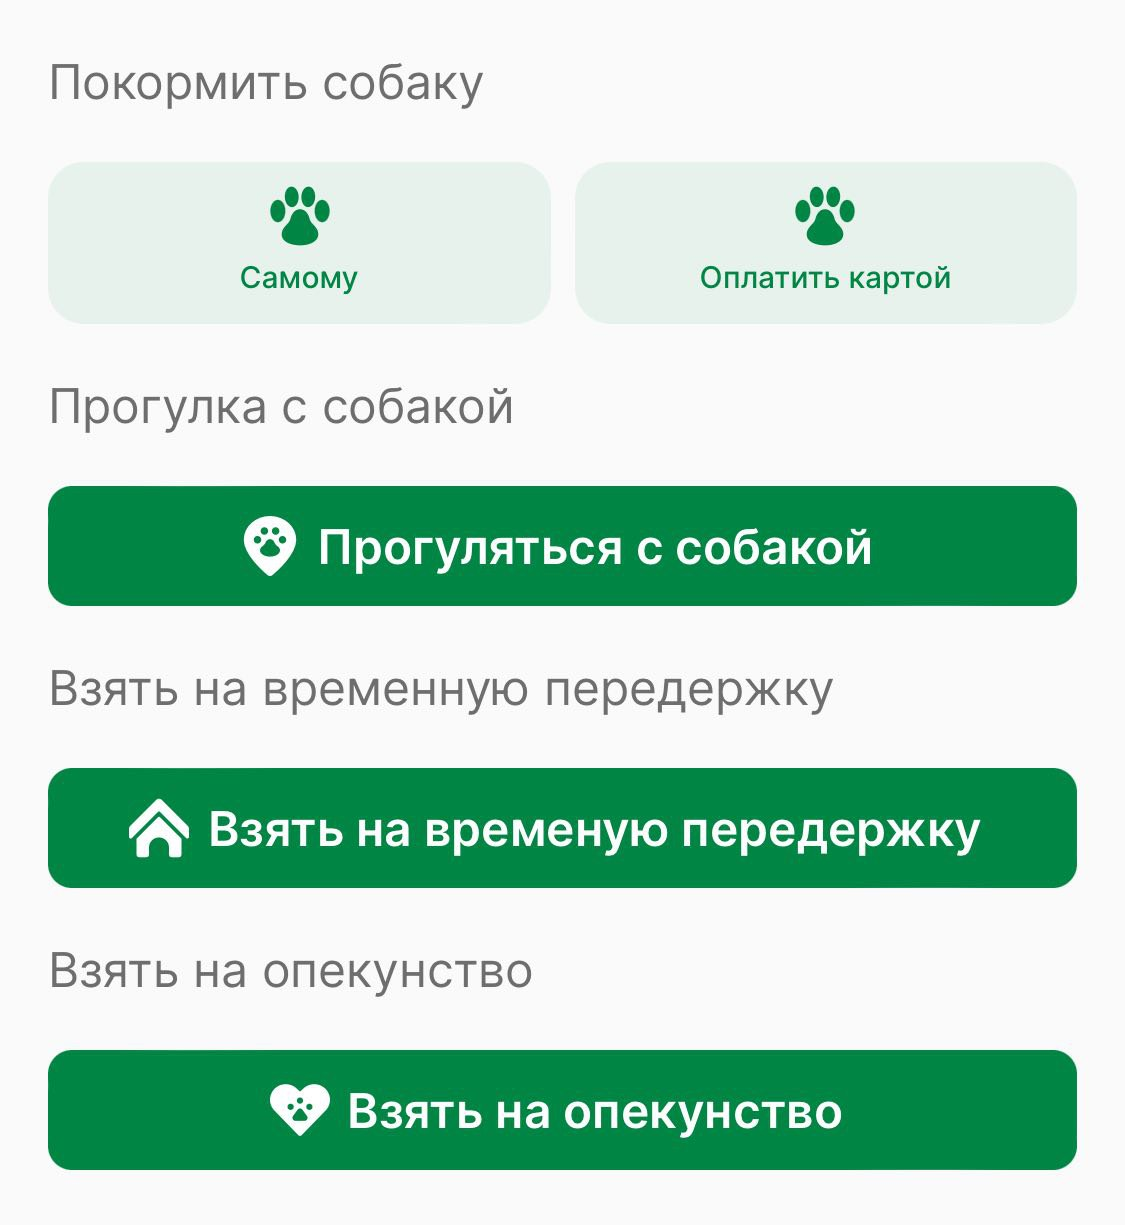 Покормить собаку
Самому
Оплатить картой
Прогулка с собакой
Прогуляться с собакой
Взять на временную передержку
Взять на временую передержку
Взять на опекунство
Взять на опекунство